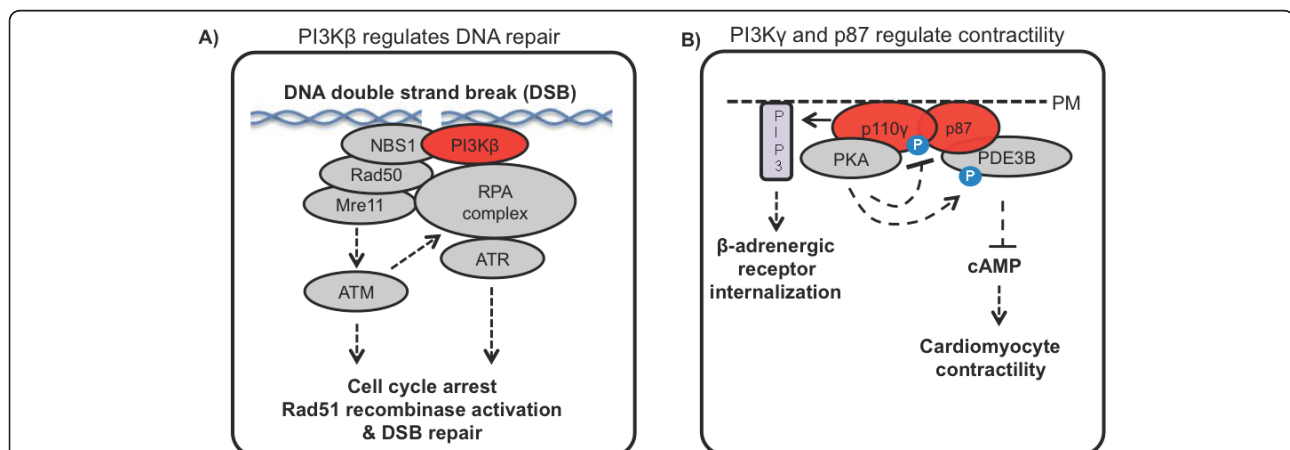 A)
PI3Kβ regulates DNA repair
DNA double strand break (DSB)
NBS1
PI3Kβ
Rad50
Mre11
RPA
complex
ATR
ATM
Cell cycle arrest
Rad51 recombinase activation
& DSB repair
B)
PI3Kγ and p87 regulate contractility
PM
PIP3
p110γ
p87
P
PKA
PDE3B
P
β-adrenergic
receptor
internalization
cAMP
Cardiomyocyte
contractility